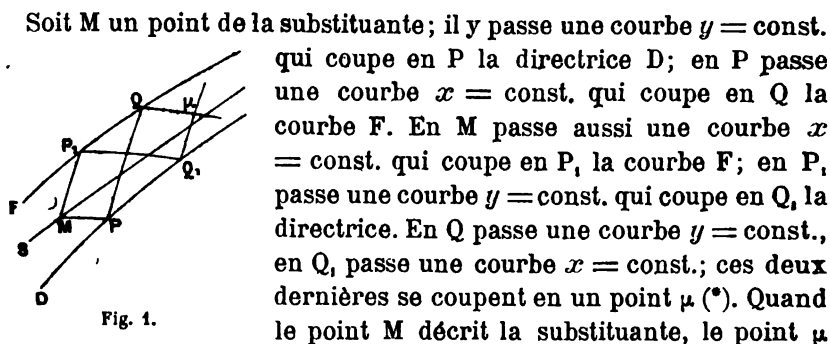 Soit M un point de la substituante; il y passe une courbe y = const.
qui coupe en P la directrice D; en P passe
une courbe x = const. qui coupe en Q la
courbe F. En M passe aussi une courbe x
= const. qui coupe en P₁ la courbe F; en P₁
passe une courbe y = const. qui coupe en Q₁ la
directrice. En Q passe une courbe y = const.,
en Q₁ passe une courbe x = const.; ces deux
dernières se coupent en un point μ (*). Quand
le point M décrit la substituante, le point μ
Q
μ
P₁
Q₁
F
M
P
S
D
Fig. 1.